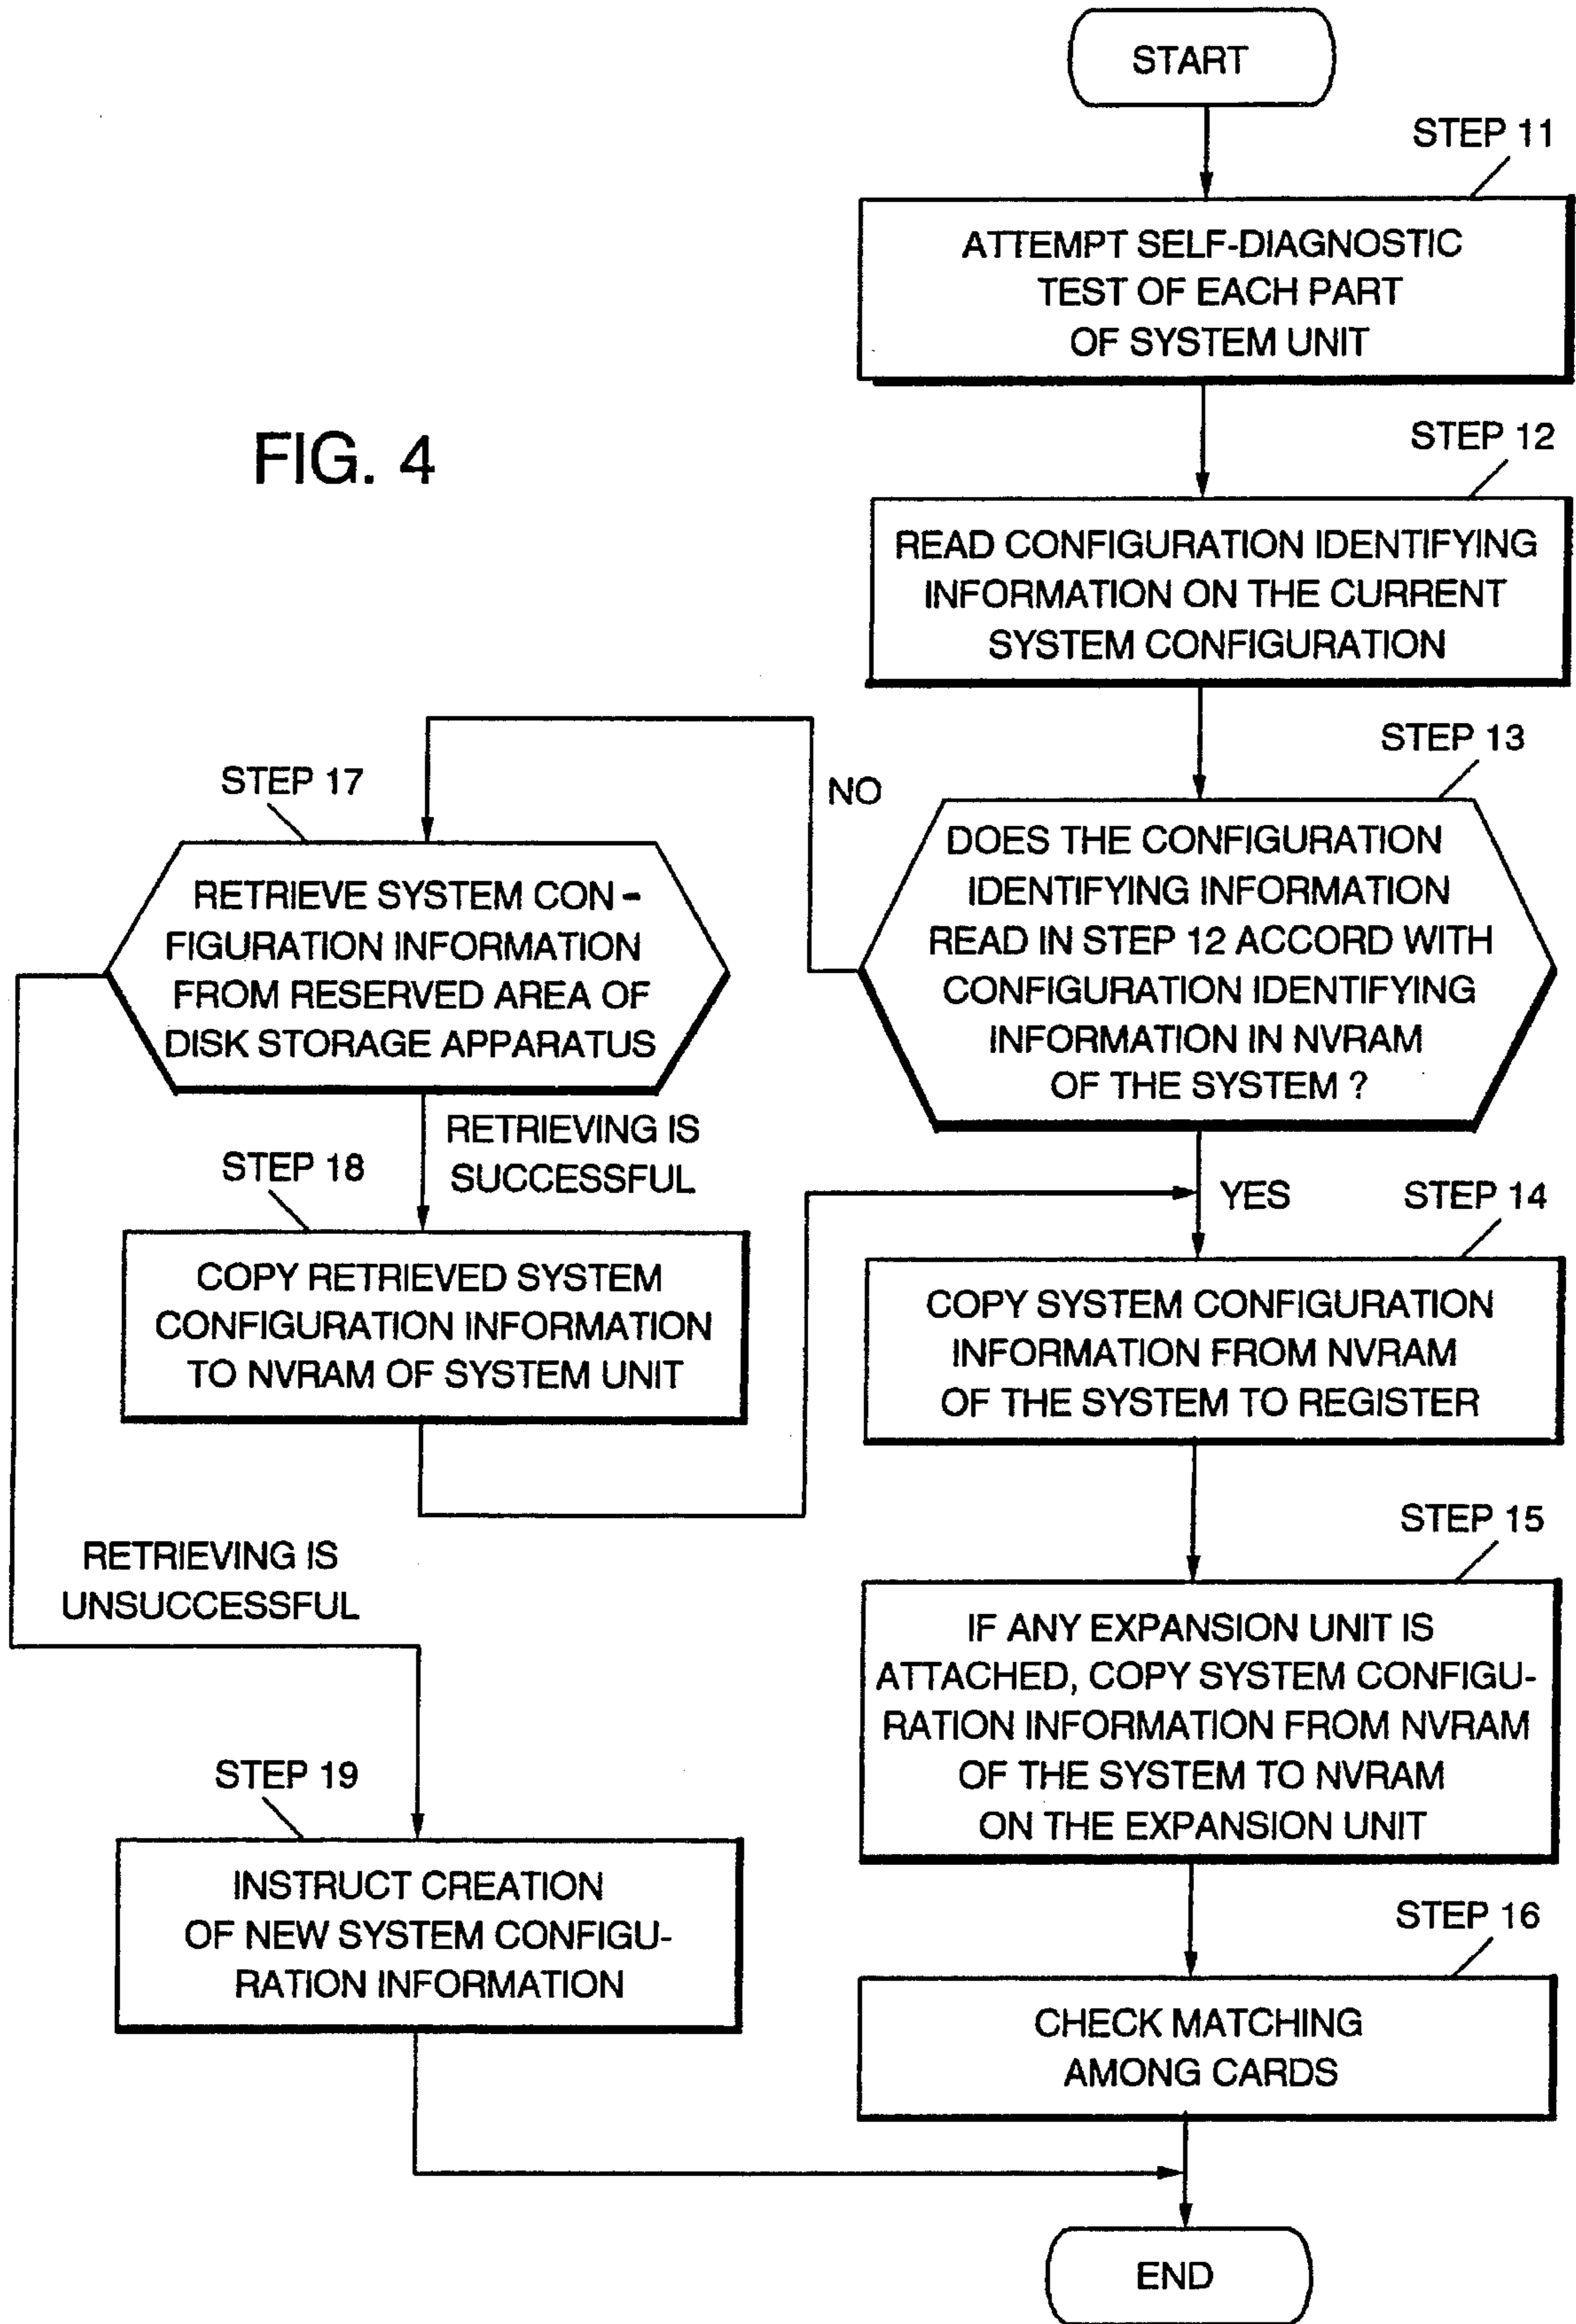 START
STEP 11
ATTEMPT SELF-DIAGNOSTIC
TEST OF EACH PART
OF SYSTEM UNIT
FIG. 4
STEP 12
READ CONFIGURATION IDENTIFYING
INFORMATION ON THE CURRENT
SYSTEM CONFIGURATION
STEP 13
NO
DOES THE CONFIGURATION
IDENTIFYING INFORMATION
READ IN STEP 12 ACCORD WITH
CONFIGURATION IDENTIFYING
INFORMATION IN NVRAM
OF THE SYSTEM ?
STEP 17
RETRIEVE SYSTEM CON-
FIGURATION INFORMATION
FROM RESERVED AREA OF
DISK STORAGE APPARATUS
RETRIEVING IS
SUCCESSFUL
STEP 18
COPY RETRIEVED SYSTEM
CONFIGURATION INFORMATION
TO NVRAM OF SYSTEM UNIT
YES
STEP 14
COPY SYSTEM CONFIGURATION
INFORMATION FROM NVRAM
OF THE SYSTEM TO REGISTER
STEP 15
IF ANY EXPANSION UNIT IS
ATTACHED, COPY SYSTEM CONFIGU-
RATION INFORMATION FROM NVRAM
OF THE SYSTEM TO NVRAM
ON THE EXPANSION UNIT
RETRIEVING IS
UNSUCCESSFUL
STEP 19
INSTRUCT CREATION
OF NEW SYSTEM CONFIGU-
RATION INFORMATION
STEP 16
CHECK MATCHING
AMONG CARDS
END